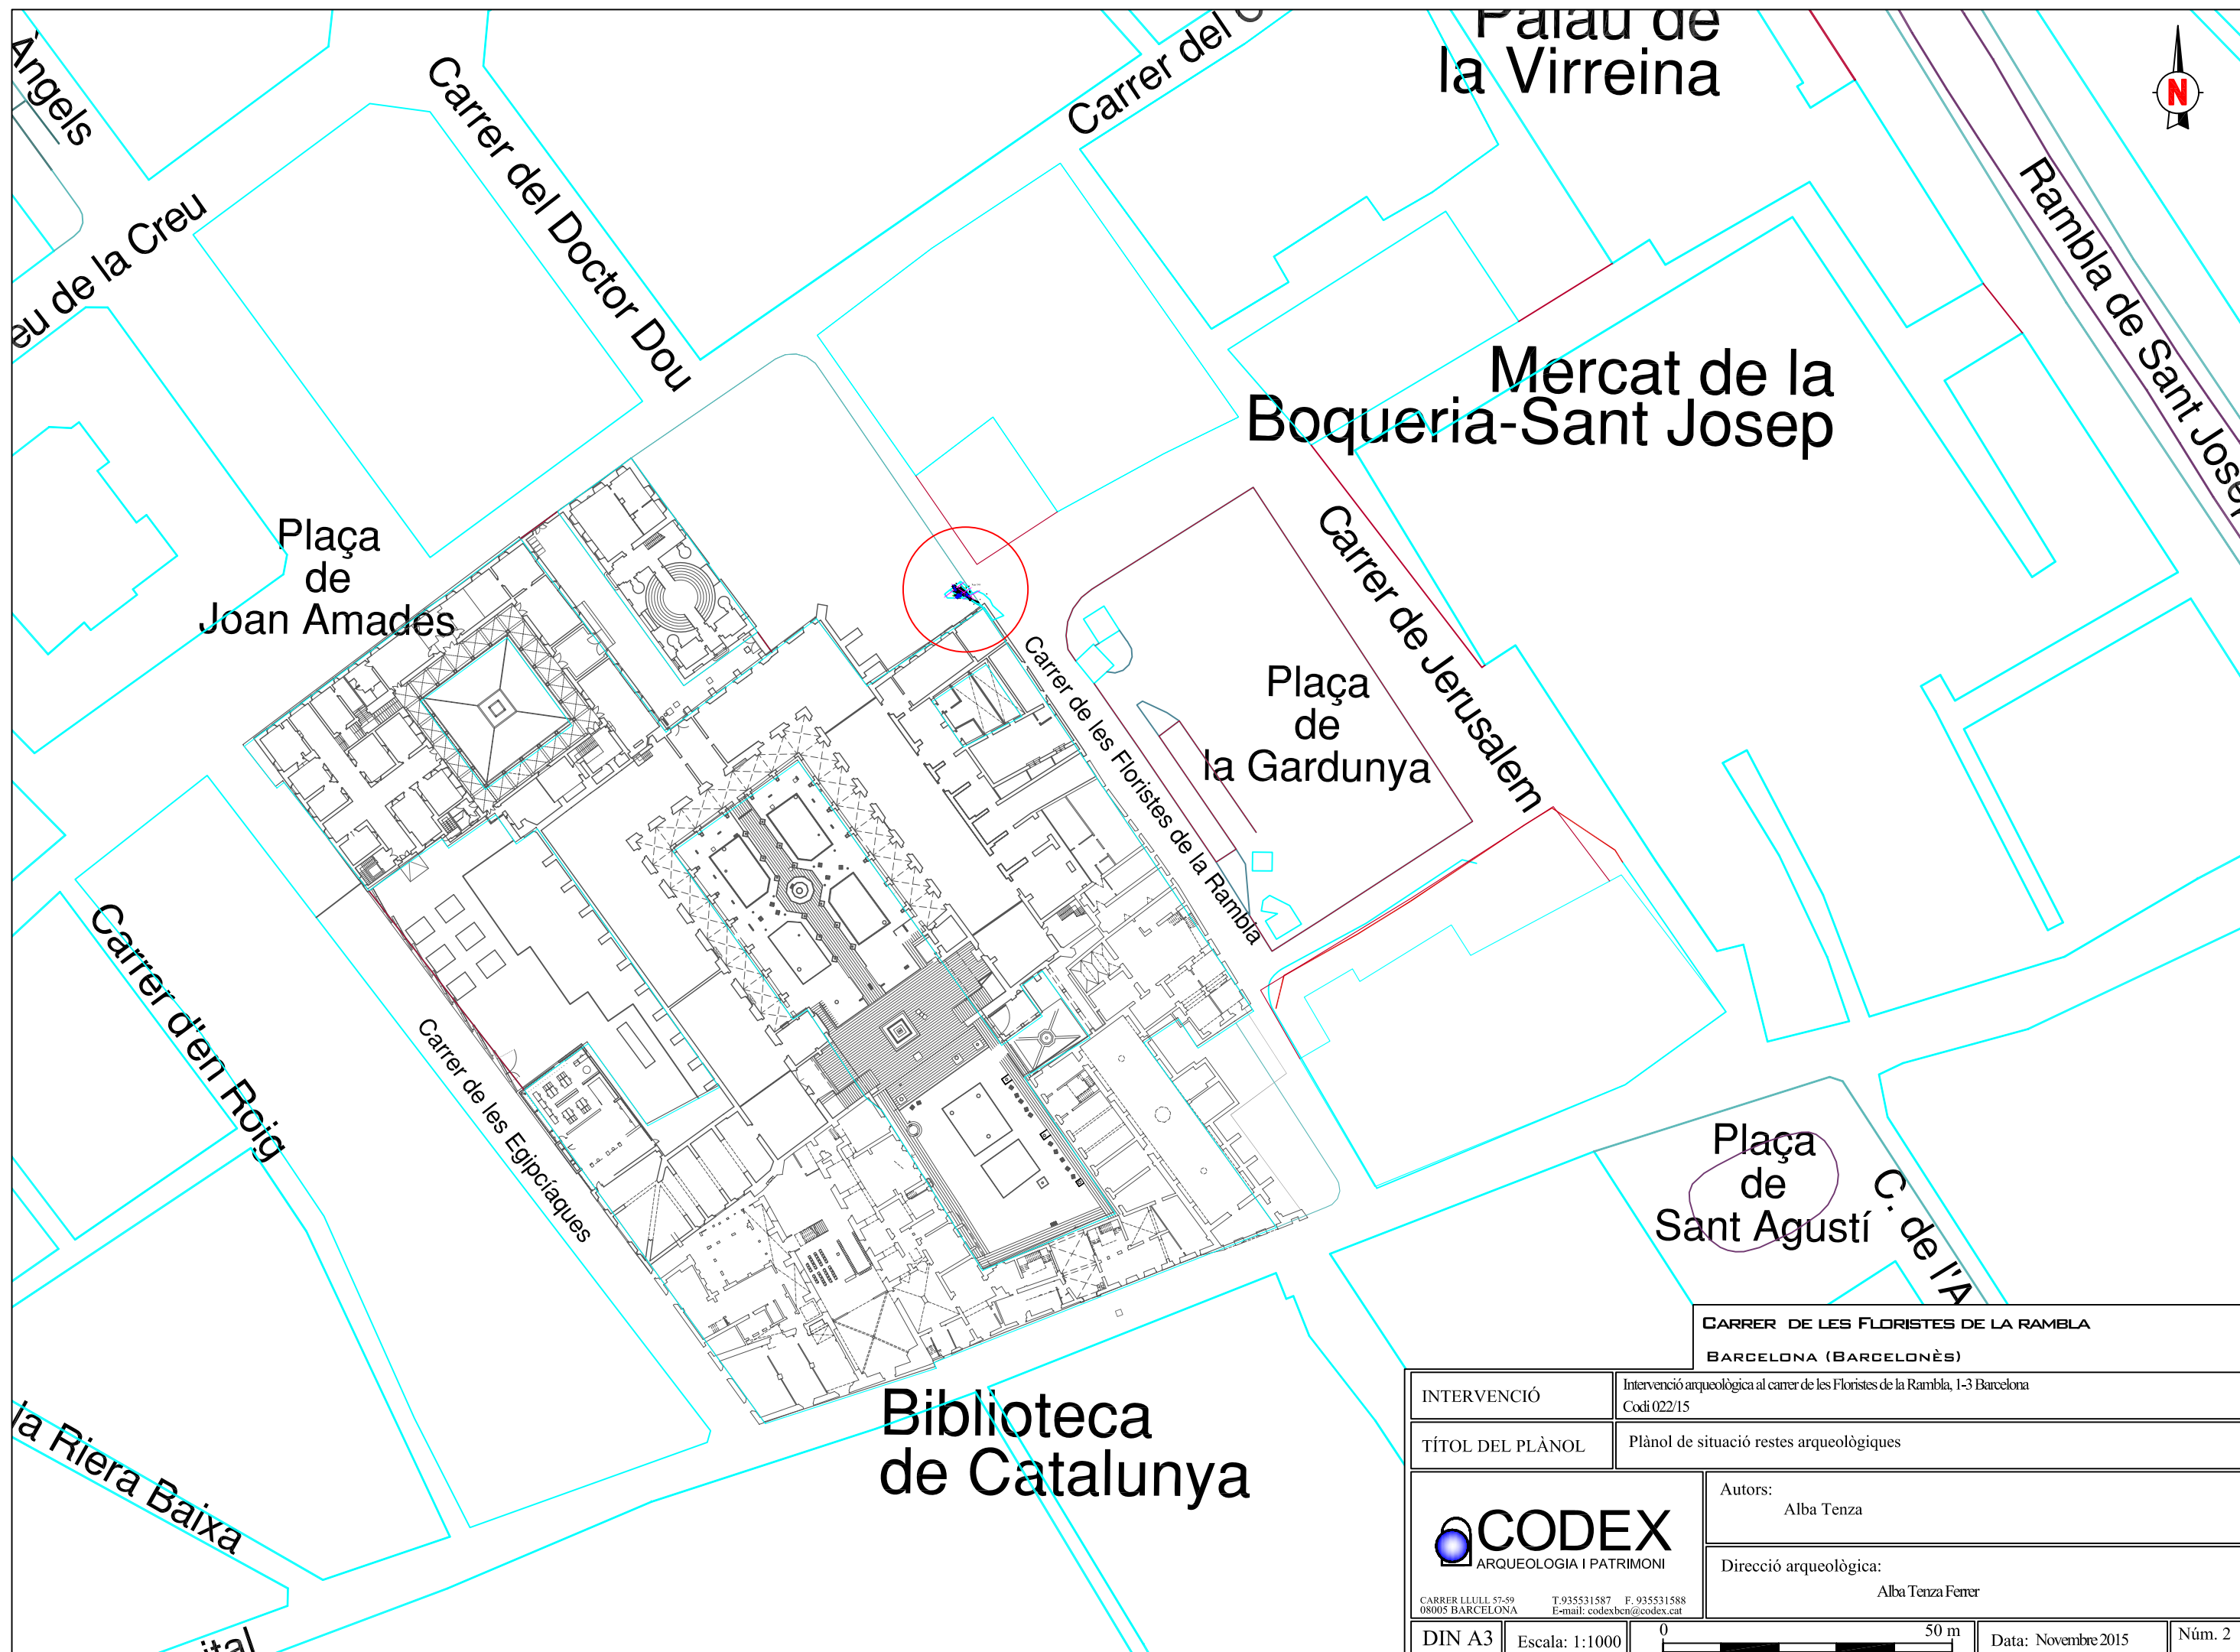 Palau de
la Virreina
Carrer del
Àngels
Carrer del Doctor Dou
N
Rambla de Sant Josep
de la Creu
Mercat de la
Boqueria-Sant Josep
Plaça
de
Joan Amades
Carrer de Jerusalem
Carrer de les Floristes de la Rambla
Plaça
de
la Gardunya
Carrer d'en Roig
Carrer de les Egipcíaques
Plaça
de
Sant Agustí
C. de l'A
Biblioteca
de Catalunya
la Riera Baixa
ital
CARRER DE LES FLORISTES DE LA RAMBLA
BARCELONA (BARCELONÈS)
INTERVENCIÓ
Intervenció arqueològica al carrer de les Floristes de la Rambla, 1-3 Barcelona
Codi 022/15
TÍTOL DEL PLÀNOL
Plànol de situació restes arqueològiques
CODEX
ARQUEOLOGIA I PATRIMONI
CARRER LLULL 57-59 T.935531587 F. 935531588
08005 BARCELONA E-mail: codexbcn@codex.cat
Autors:
Alba Tenza
Direcció arqueològica:
Alba Tenza Ferrer
DIN A3
Escala: 1:1000
0 50 m
Data: Novembre 2015
Núm. 2